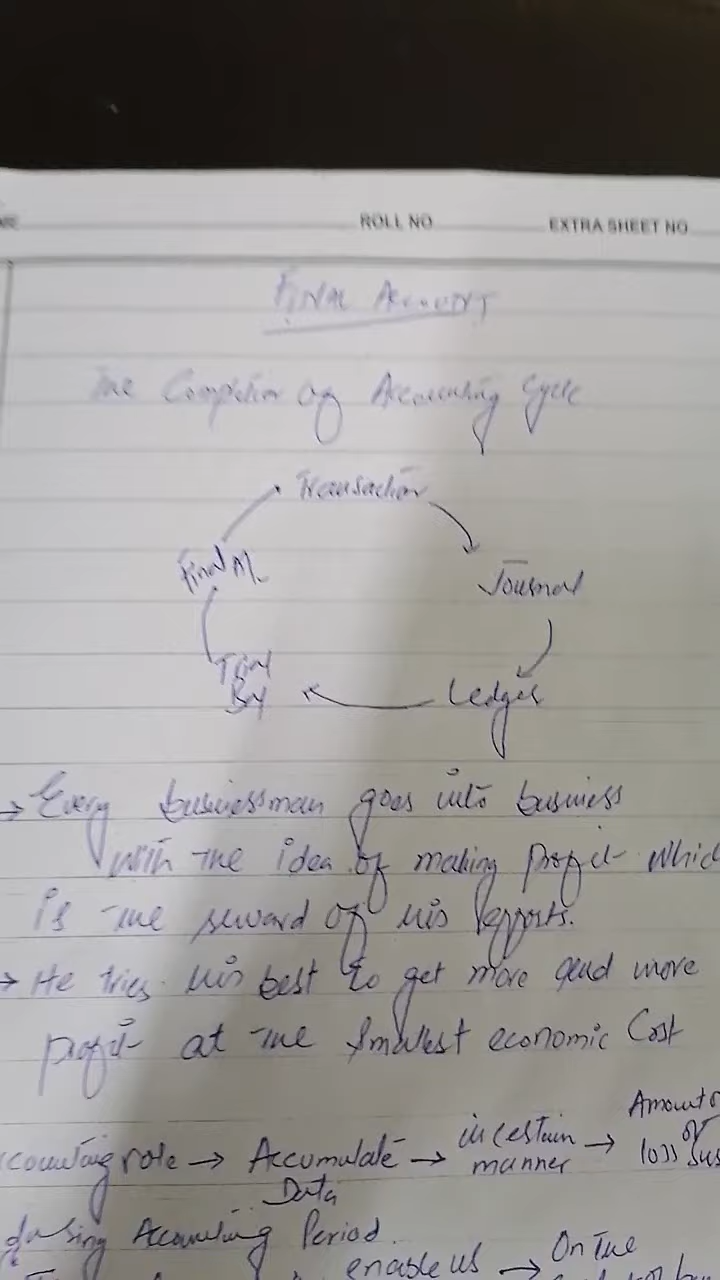 ROLL NO EXTRA SHEET NO
FINAL ACCOUNT
The Completion of Accounting Cycle
Transaction
Final A/c
Journal
Trial
Bal
Ledger
→ Every businessman goes into business
with the idea of making profit which
is the reward of his efforts.
→ He tries his best to get more and more
profit at the smallest economic Cost
role → Accumulate → in certain → Amount of
Data manner or loss
during Accounting Period.
enable us → On the